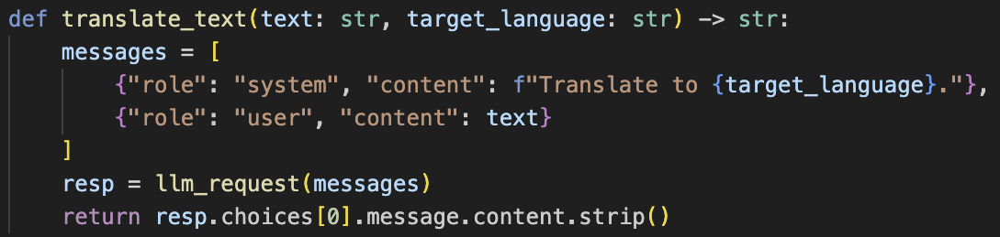 def translate_text(text: str, target_language: str) -> str:
    messages = [
        {"role": "system", "content": f"Translate to {target_language}."},
        {"role": "user", "content": text}
    ]
    resp = llm_request(messages)
    return resp.choices[0].message.content.strip()